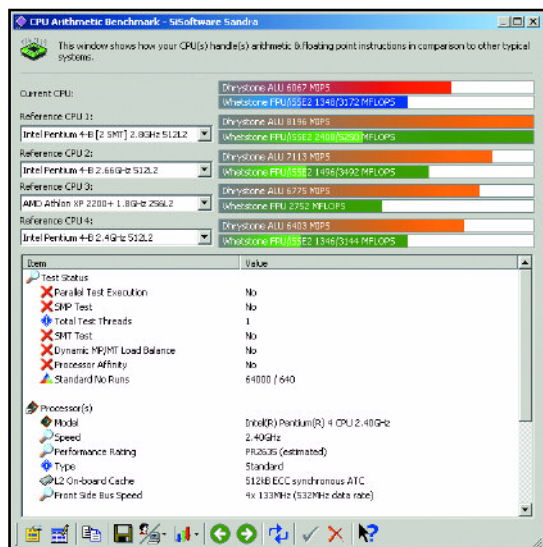 CPU Arithmetic Benchmark - SiSoftware Sandra
This window shows how your CPU(s) handle(s) arithmetic & floating point instructions in comparison to other typical
systems.
Current CPU:
Dhrystone ALU 6067 MIPS
Whetstone FPU/iSSE2 1348/3172 MFLOPS
Reference CPU 1:
Intel Pentium 4-B [2 SMT] 2.8GHz 512L2
Dhrystone ALU 8196 MIPS
Whetstone FPU/iSSE2 2408/5250 MFLOPS
Reference CPU 2:
Intel Pentium 4-B 2.66GHz 512L2
Dhrystone ALU 7113 MIPS
Whetstone FPU/iSSE2 1496/3492 MFLOPS
Reference CPU 3:
AMD Athlon XP 2200+ 1.8GHz 256L2
Dhrystone ALU 6775 MIPS
Whetstone FPU 2752 MFLOPS
Reference CPU 4:
Intel Pentium 4-B 2.4GHz 512L2
Dhrystone ALU 6403 MIPS
Whetstone FPU/iSSE2 1346/3144 MFLOPS
Item Value
Test Status
Parallel Test Execution No
SMP Test No
Total Test Threads 1
SMT Test No
Dynamic MP/MT Load Balance No
Processor Affinity No
Standard No Runs 64000 / 640
Processor(s)
Model Intel(R) Pentium(R) 4 CPU 2.40GHz
Speed 2.40GHz
Performance Rating PR2635 (estimated)
Type Standard
L2 On-board Cache 512kB ECC synchronous ATC
Front Side Bus Speed 4x 133MHz (532MHz data rate)